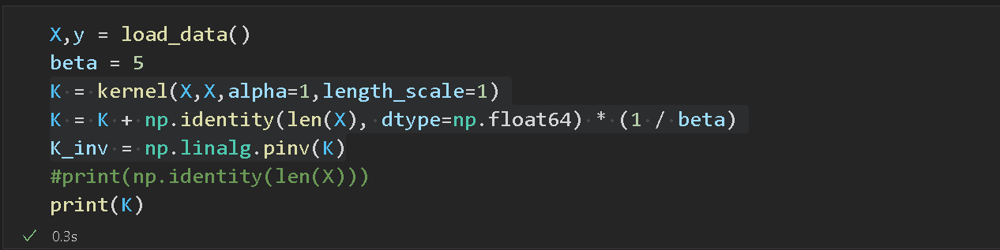 X,y = load_data()
beta = 5
K = kernel(X,X,alpha=1,length_scale=1)
K = K + np.identity(len(X), dtype=np.float64) * (1 / beta)
K_inv = np.linalg.pinv(K)
#print(np.identity(len(X)))
print(K)
0.3s